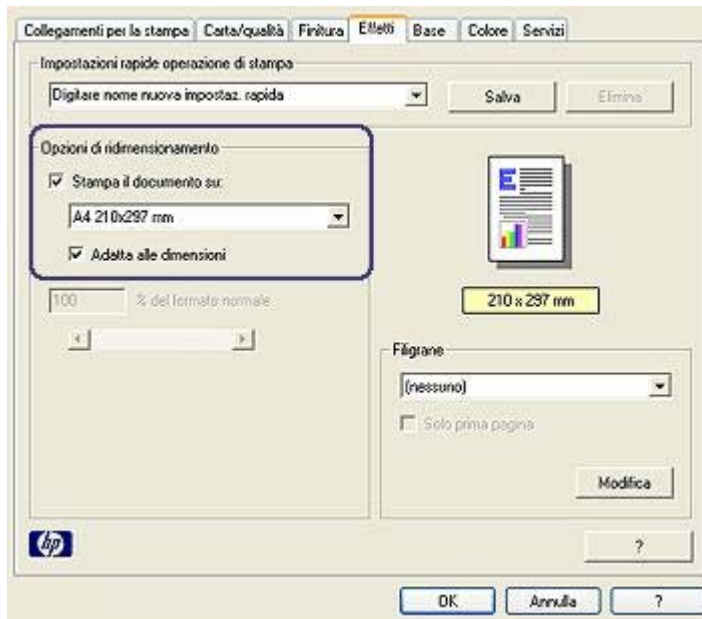 Collegamenti per la stampa Carta/qualità Finitura Effetti Base Colore Servizi
Impostazioni rapide operazione di stampa
Digitare nome nuova impostaz. rapida Salva Elimina
Opzioni di ridimensionamento
Stampa il documento su:
A4 210x297 mm
Adatta alle dimensioni
E
210 x 297 mm
100 % del formato normale
Filigrane
(nessuno)
Solo prima pagina
Modifica
hp ?
OK Annulla ?